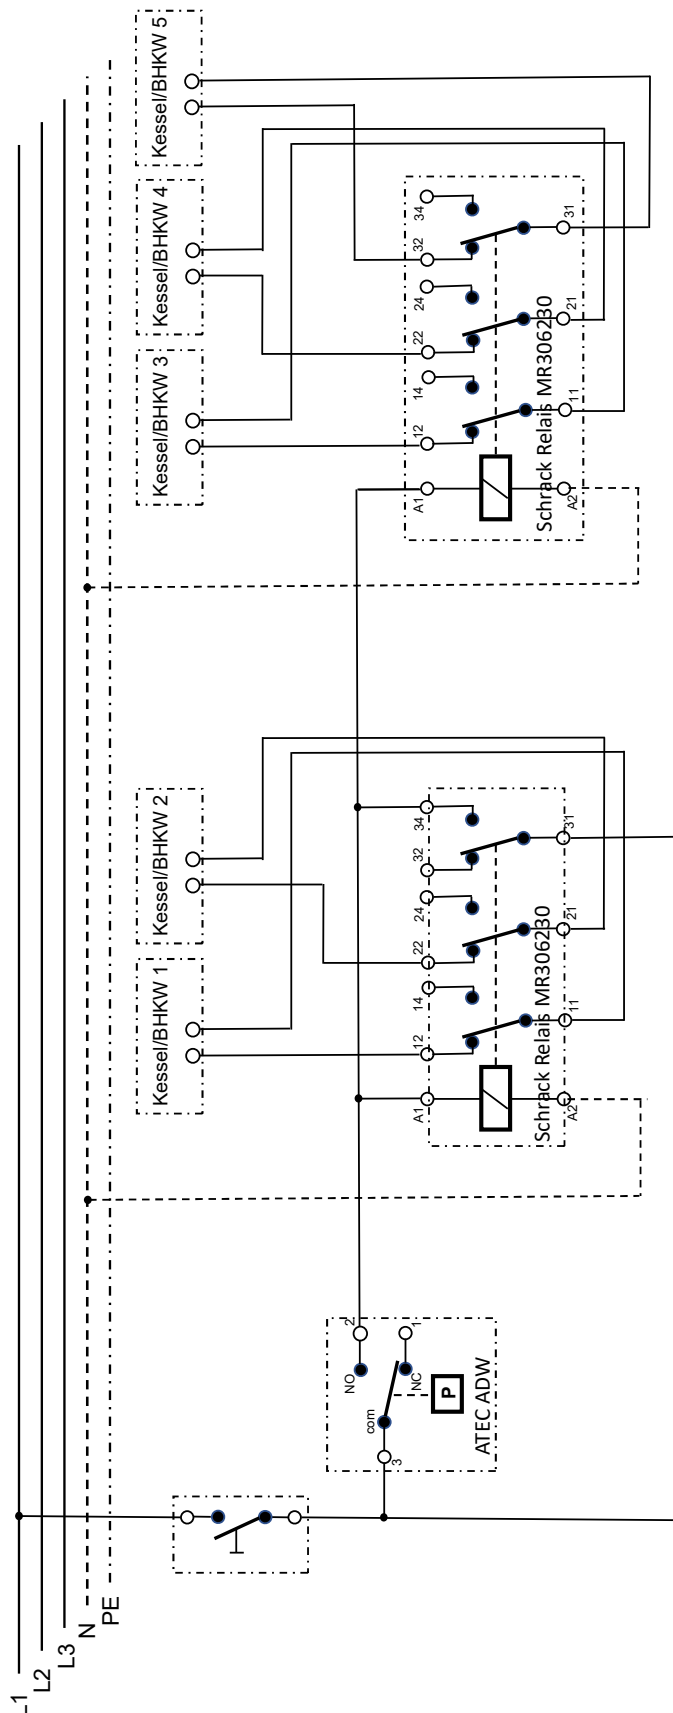 L1
L2
L3
N
PE
Kessel/BHKW 1
Kessel/BHKW 2
Kessel/BHKW 3
Kessel/BHKW 4
Kessel/BHKW 5
NO
2
com
NC
1
3
P
ATEC ADW
A1
12
14
22
24
32
34
Schrack Relais MR306230
A2
11
21
31
A1
12
14
22
24
32
34
Schrack Relais MR306230
A2
11
21
31